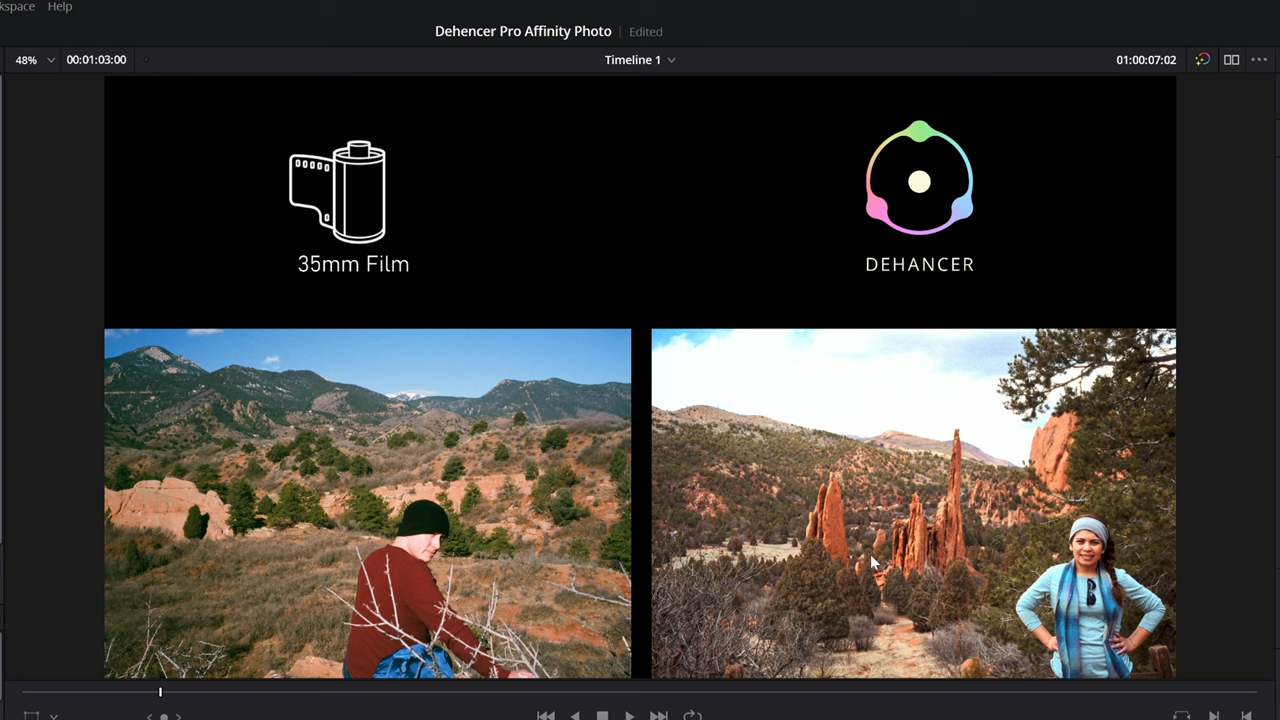 kspace Help
Dehencer Pro Affinity Photo Edited
48% 00:01:03:00 Timeline 1 01:00:07:02
35mm Film
DEHANCER